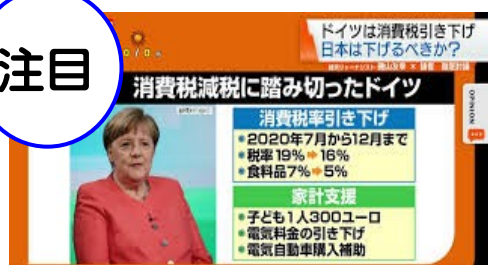 注目
ドイツは消費税引き下げ
日本は下げるべきか?
消費税減税に踏み切ったドイツ
OPINION
消費税率引き下げ
•2020年7月から12月まで
•税率19%➡16%
•食料品7%➡5%
家計支援
•子ども1人300ユーロ
•電気料金の引き下げ
•電気自動車購入補助